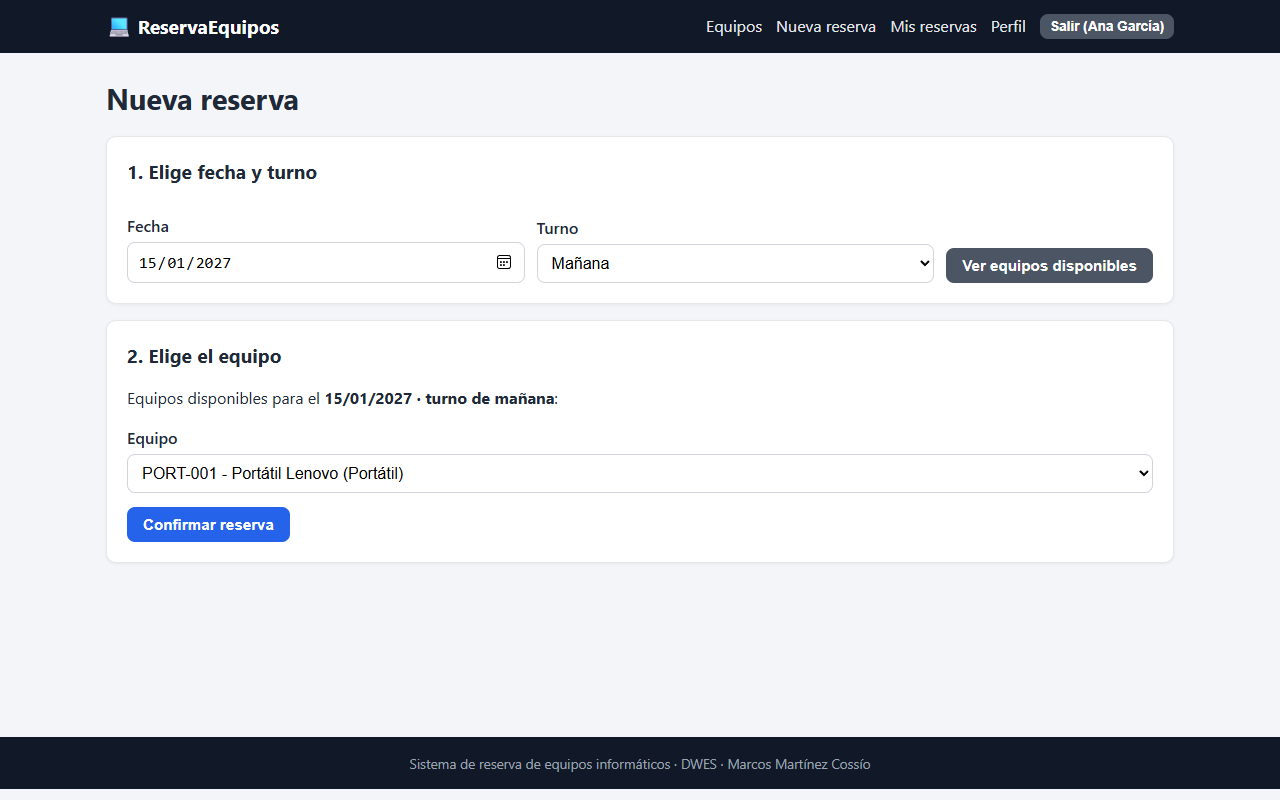 ReservaEquipos
Equipos Nueva reserva Mis reservas Perfil Salir (Ana García)
Nueva reserva
1. Elige fecha y turno
Fecha
15/01/2027
Turno
Mañana
Ver equipos disponibles
2. Elige el equipo
Equipos disponibles para el 15/01/2027 · turno de mañana:
Equipo
PORT-001 - Portátil Lenovo (Portátil)
Confirmar reserva
Sistema de reserva de equipos informáticos · DWES · Marcos Martínez Cossío